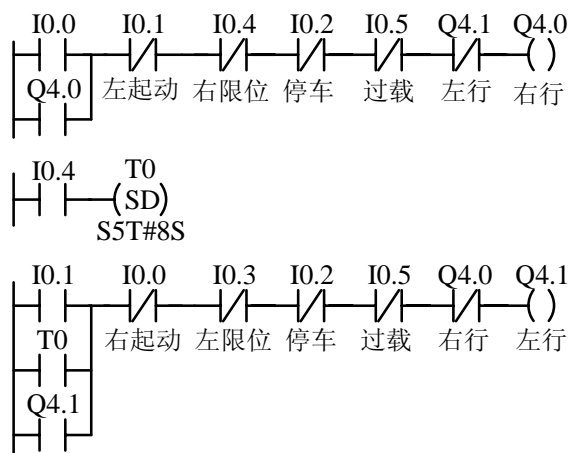 I0.0 I0.1 I0.4 I0.2 I0.5 Q4.1 Q4.0
Q4.0 左起动 右限位 停车 过载 左行 右行
I0.4 T0
SD
S5T#8S
I0.1 I0.0 I0.3 I0.2 I0.5 Q4.0 Q4.1
T0 右起动 左限位 停车 过载 右行 左行
Q4.1